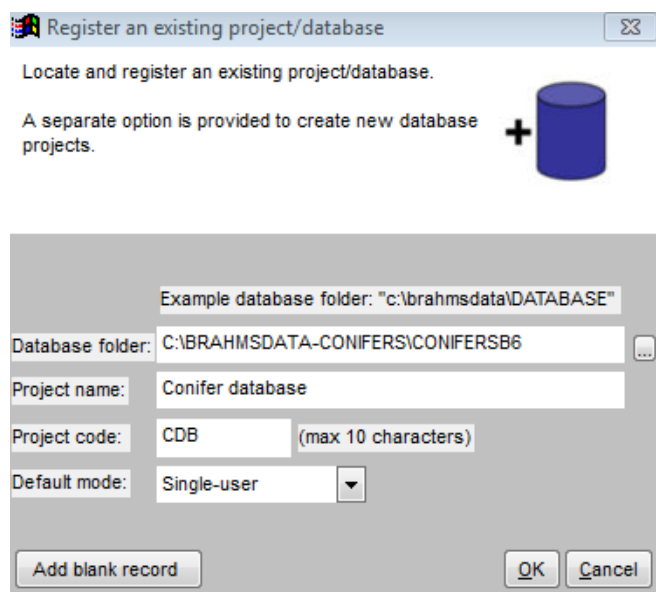 Register an existing project/database
Locate and register an existing project/database.
A separate option is provided to create new database
projects.
Example database folder: "c:\brahmsdata\DATABASE"
Database folder: C:\BRAHMSDATA-CONIFERS\CONIFERSB6 ...
Project name: Conifer database
Project code: CDB (max 10 characters)
Default mode: Single-user
Add blank record OK Cancel